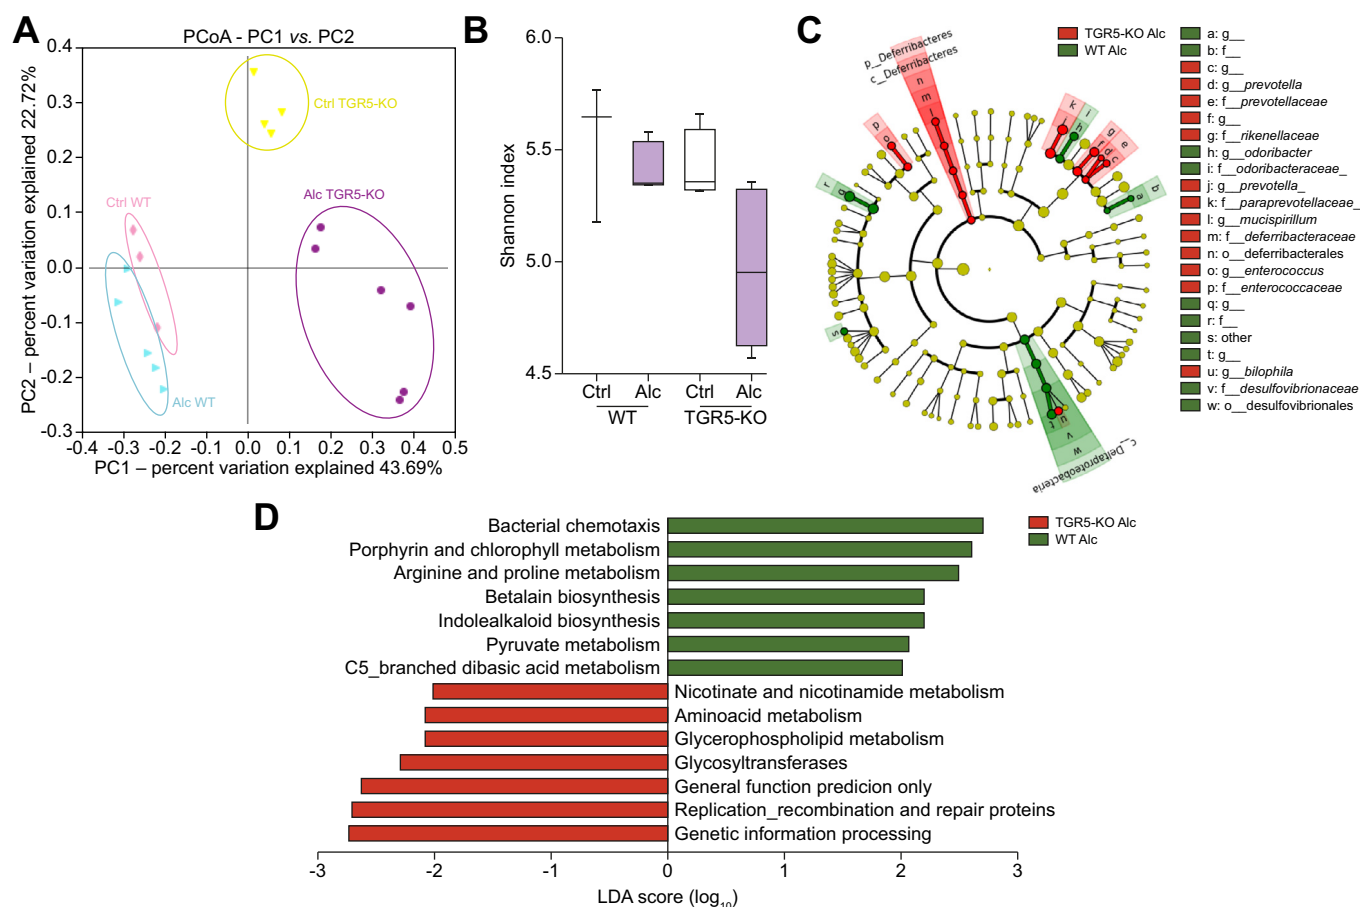 A
PCoA - PC1 vs. PC2
PC2 – percent variation explained 22.72%
0.4
0.3
0.2
0.1
0.0
-0.1
-0.2
-0.3
Ctrl TGR5-KO
Alc TGR5-KO
Ctrl WT
Alc WT
-0.4 -0.3 -0.2 -0.1 0.0 0.1 0.2 0.3 0.4 0.5
PC1 – percent variation explained 43.69%
B
Shannon index
6.0
5.5
5.0
4.5
Ctrl Alc Ctrl Alc
WT TGR5-KO
C
TGR5-KO Alc
WT Alc
p__Deferribacteres
c__Deferribacteres
n
m
l
p
o
k
j
i
h
g
f
e
d
c
b
a
r
q
s
u
t
v
w
c__Deltaproteobacteria
a: g__
b: f__
c: g__
d: g__prevotella
e: f__prevotellaceae
f: g__
g: f__rikenellaceae
h: g__odoribacter
i: f__odoribacteraceae_
j: g__prevotella_
k: f__paraprevotellaceae_
l: g__mucispirillum
m: f__deferribacteraceae
n: o__deferribacterales
o: g__enterococcus
p: f__enterococcaceae
q: g__
r: f__
s: other
t: g__
u: g__bilophila
v: f__desulfovibrionaceae
w: o__desulfovibrionales
D
TGR5-KO Alc
WT Alc
Bacterial chemotaxis
Porphyrin and chlorophyll metabolism
Arginine and proline metabolism
Betalain biosynthesis
Indolealkaloid biosynthesis
Pyruvate metabolism
C5_branched dibasic acid metabolism
Nicotinate and nicotinamide metabolism
Aminoacid metabolism
Glycerophospholipid metabolism
Glycosyltransferases
General function predicion only
Replication_recombination and repair proteins
Genetic information processing
-3 -2 -1 0 1 2 3
LDA score (log10)